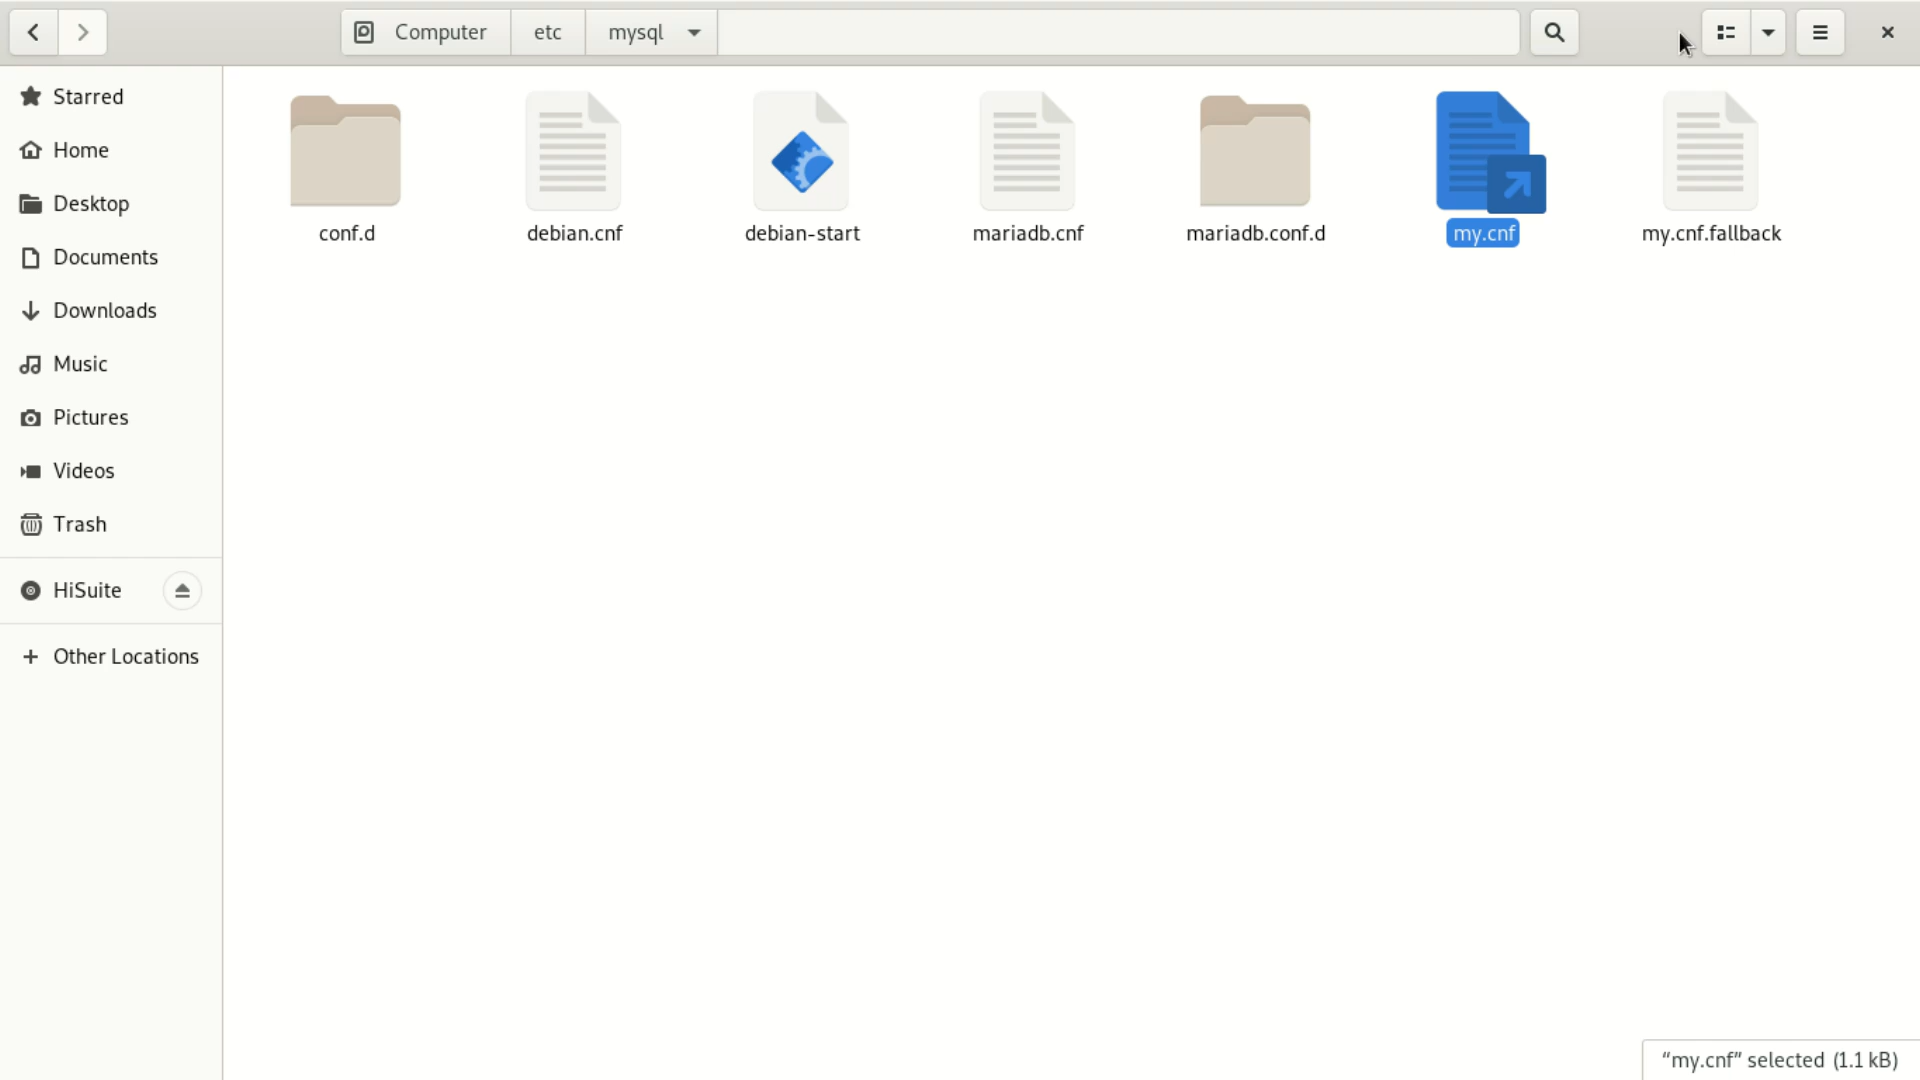 Computer etc mysql
Starred
Home
Desktop
Documents
Downloads
Music
Pictures
Videos
Trash
HiSuite
Other Locations
conf.d debian.cnf debian-start mariadb.cnf mariadb.conf.d my.cnf my.cnf.fallback
“my.cnf” selected (1.1 kB)